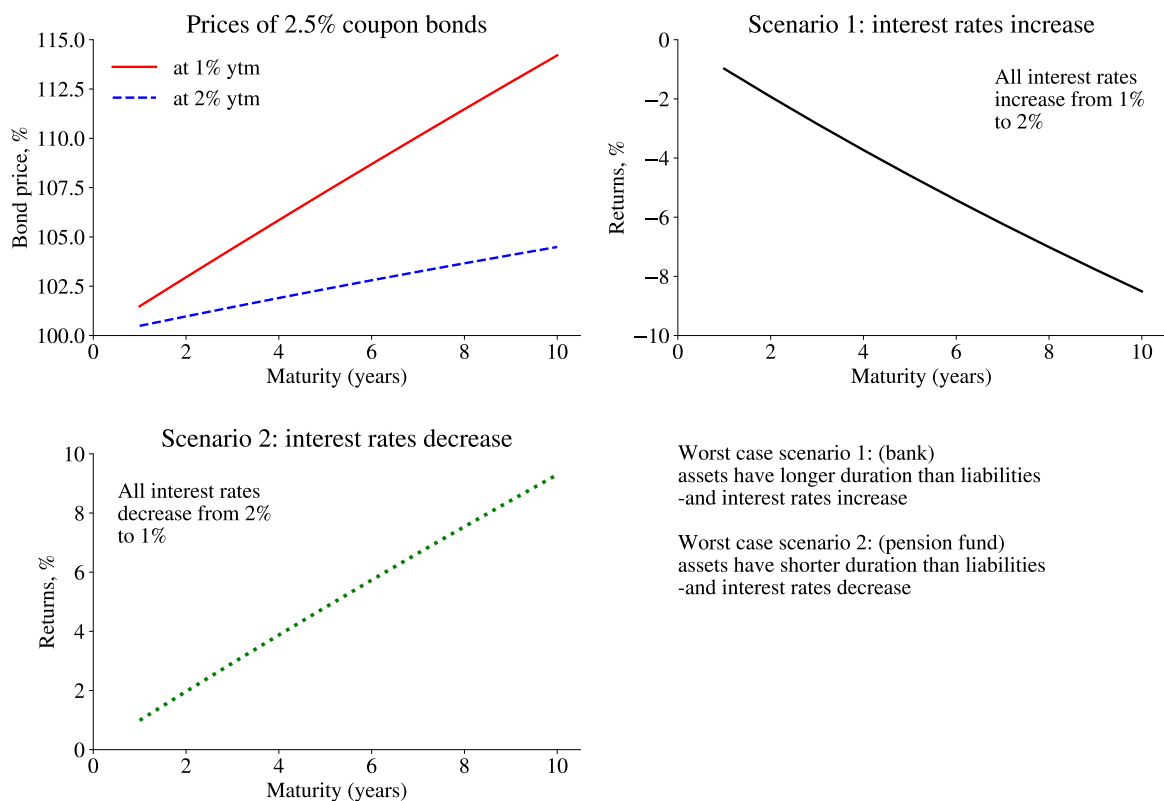 Prices of 2.5% coupon bonds
115.0
112.5
110.0
107.5
105.0
102.5
100.0
Bond price, %
at 1% ytm
at 2% ytm
0
2
4
6
8
10
Maturity (years)
Scenario 1: interest rates increase
0
−2
−4
−6
−8
−10
Returns, %
All interest rates
increase from 1%
to 2%
0
2
4
6
8
10
Maturity (years)
Scenario 2: interest rates decrease
10
8
6
4
2
0
Returns, %
All interest rates
decrease from 2%
to 1%
0
2
4
6
8
10
Maturity (years)
Worst case scenario 1: (bank)
assets have longer duration than liabilities
-and interest rates increase
Worst case scenario 2: (pension fund)
assets have shorter duration than liabilities
-and interest rates decrease